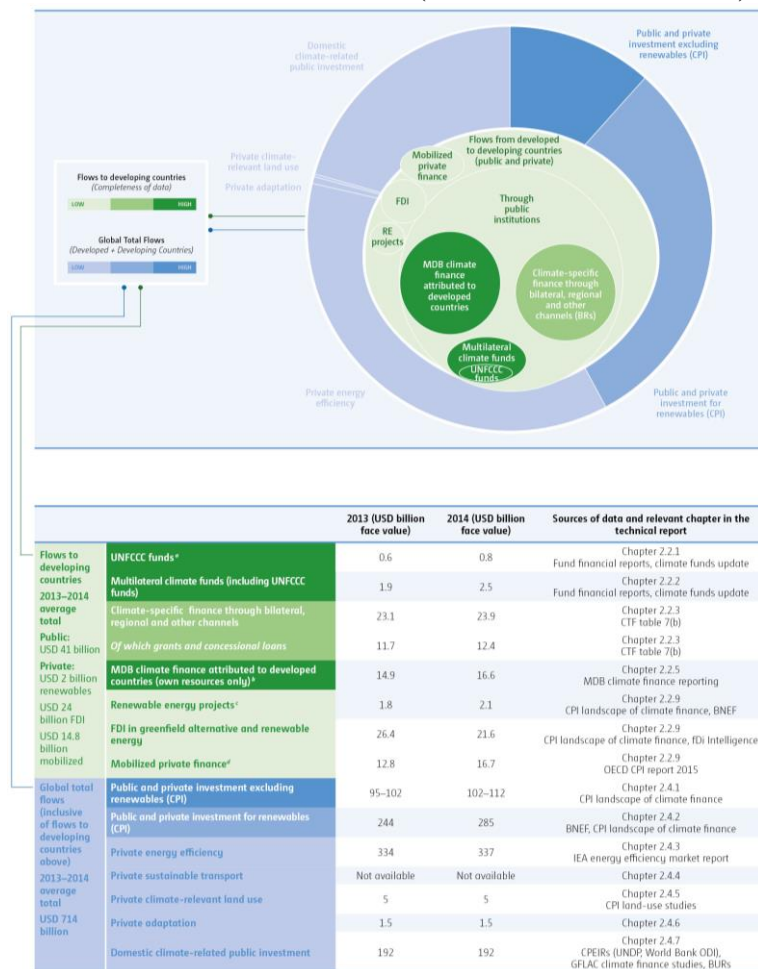 Domestic
climate-related
public investment
Public and private
investment excluding
renewables (CPI)
Private climate-
relevant land use
Private adaptation
Flows to developing countries
(Completeness of data)
LOW
HIGH
Global Total Flows
(Developed + Developing Countries)
LOW
HIGH
Flows from developed
to developing countries
(public and private)
Mobilized
private
finance
FDI
RE
projects
Through
public
institutions
MDB climate
finance
attributed to
developed
countries
Climate-specific
finance through
bilateral, regional
and other
channels (BRs)
Multilateral
climate funds
UNFCCC
funds
Private energy
efficiency
Public and private
investment for
renewables (CPI)
2013 (USD billion
face value)
2014 (USD billion
face value)
Sources of data and relevant chapter in the
technical report
Flows to
developing
countries
2013–2014
average
total
Public:
USD 41 billion
Private:
USD 2 billion
renewables
USD 24
billion FDI
USD 14.8
billion
mobilized
UNFCCC funds a
0.6
0.8
Chapter 2.2.1
Fund financial reports, climate funds update
Multilateral climate funds (including UNFCCC
funds)
1.9
2.5
Chapter 2.2.2
Fund financial reports, climate funds update
Climate-specific finance through bilateral,
regional and other channels
23.1
23.9
Chapter 2.2.3
CTF table 7(b)
Of which grants and concessional loans
11.7
12.4
Chapter 2.2.3
CTF table 7(b)
MDB climate finance attributed to developed
countries (own resources only) b
14.9
16.6
Chapter 2.2.5
MDB climate finance reporting
Renewable energy projects c
1.8
2.1
Chapter 2.2.9
CPI landscape of climate finance, BNEF
FDI in greenfield alternative and renewable
energy
26.4
21.6
Chapter 2.2.9
CPI landscape of climate finance, fDi Intelligence
Mobilized private finance d
12.8
16.7
Chapter 2.2.9
OECD CPI report 2015
Global total
flows
(inclusive
of flows to
developing
countries
above)
2013–2014
average
total
USD 714
billion
Public and private investment excluding
renewables (CPI)
95–102
102–112
Chapter 2.4.1
CPI landscape of climate finance
Public and private investment for renewables
(CPI)
244
285
Chapter 2.4.2
BNEF, CPI landscape of climate finance
Private energy efficiency
334
337
Chapter 2.4.3
IEA energy efficiency market report
Private sustainable transport
Not available
Not available
Chapter 2.4.4
Private climate-relevant land use
5
5
Chapter 2.4.5
CPI land-use studies
Private adaptation
1.5
1.5
Chapter 2.4.6
Domestic climate-related public investment
192
192
Chapter 2.4.7
CPEIRs (UNDP, World Bank ODI),
GFLAC climate finance studies, BURs